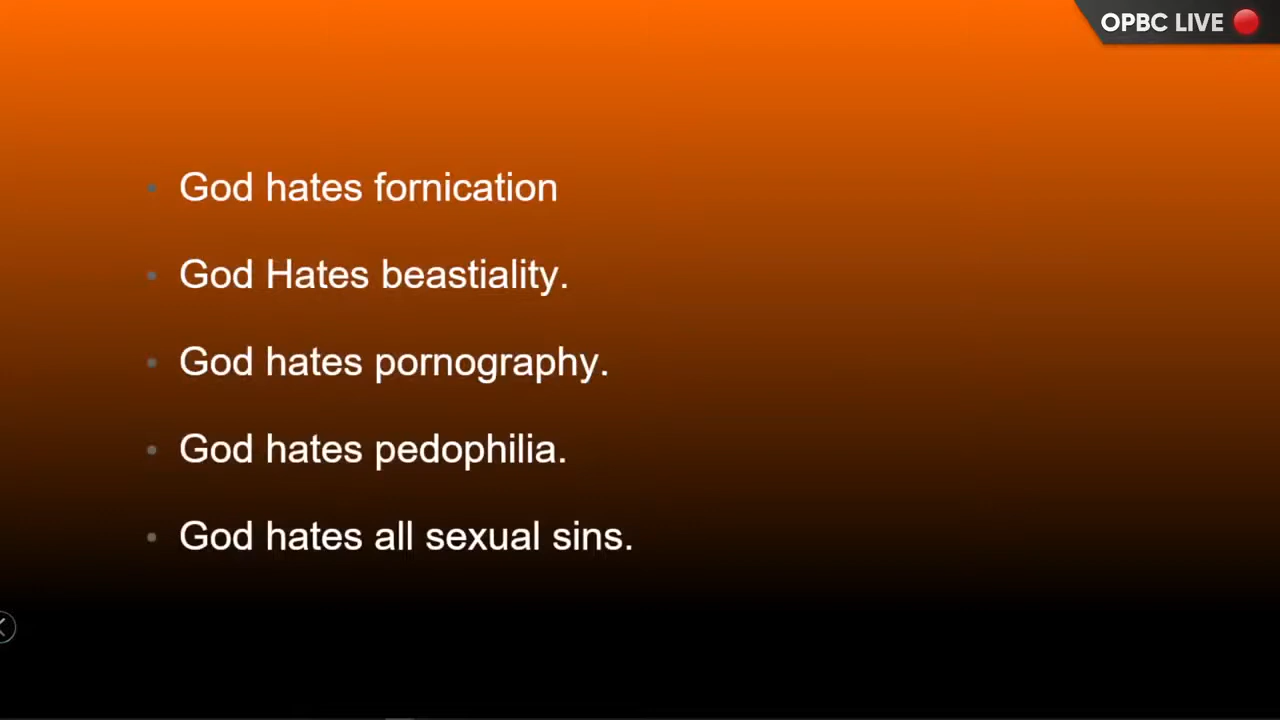 OPBC LIVE
God hates fornication
God Hates beastiality.
God hates pornography.
God hates pedophilia.
God hates all sexual sins.